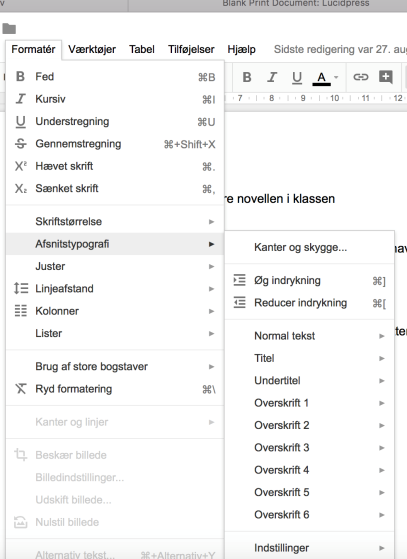 Blank Print Document: Lucidpress
Formatér Værktøjer Tabel Tilføjelser Hjælp Sidste redigering var 27. aug
B Fed ⌘B
I Kursiv ⌘I
U Understregning ⌘U
S Gennemstregning ⌘+Shift+X
X² Hævet skrift ⌘.
X₂ Sænket skrift ⌘,
Skriftstørrelse
Afsnitstypografi
Juster
Linjeafstand
Kolonner
Lister
Brug af store bogstaver
Ryd formatering ⌘\
Kanter og linjer
Beskær billede
Billedindstillinger...
Udskift billede...
Nulstil billede
Alternativ tekst... ⌘+Alternativ+Y
B I U A
7 8 9 10 11 12
re novellen i klassen
Kanter og skygge...
Øg indrykning ⌘]
Reducer indrykning ⌘[
Normal tekst
Titel
Undertitel
Overskrift 1
Overskrift 2
Overskrift 3
Overskrift 4
Overskrift 5
Overskrift 6
Indstillinger